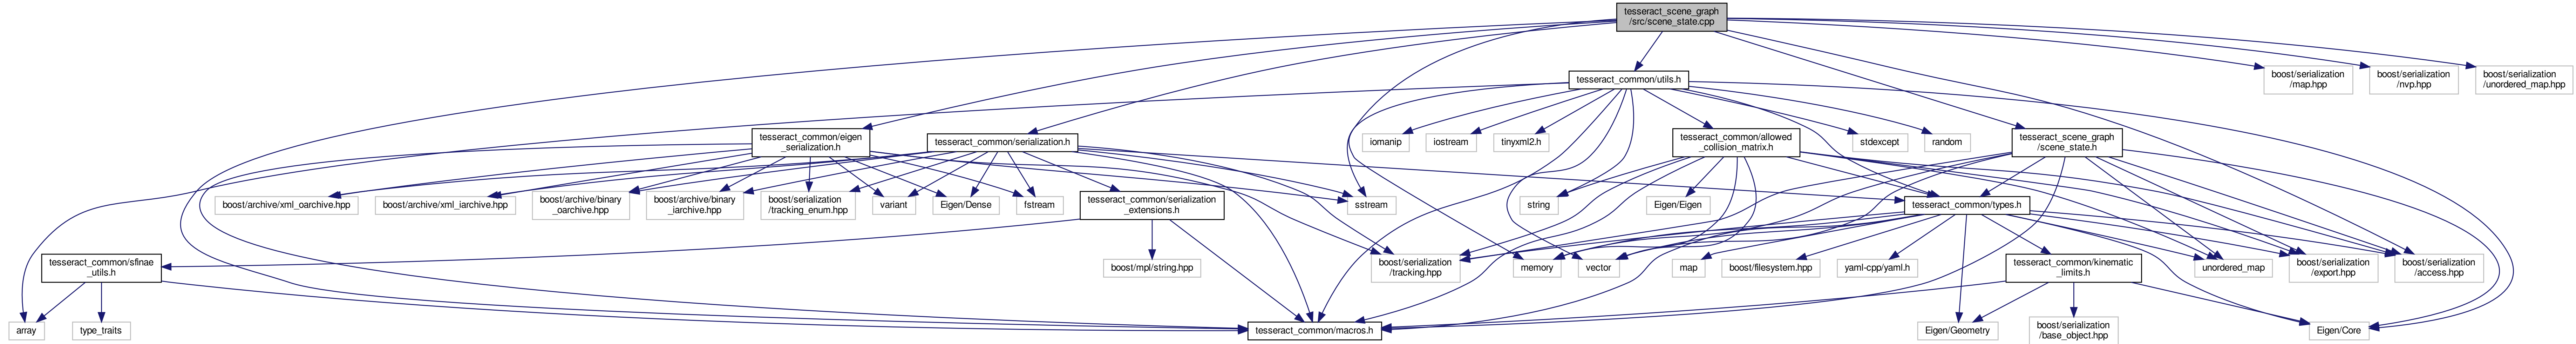 tesseract_scene_graph
/src/scene_state.cpp
tesseract_common/utils.h
boost/serialization
/map.hpp
boost/serialization
/nvp.hpp
boost/serialization
/unordered_map.hpp
tesseract_common/eigen
_serialization.h
tesseract_common/serialization.h
iomanip
iostream
tinyxml2.h
tesseract_common/allowed
_collision_matrix.h
stdexcept
random
tesseract_scene_graph
/scene_state.h
boost/archive/xml_oarchive.hpp
boost/archive/xml_iarchive.hpp
boost/archive/binary
_oarchive.hpp
boost/archive/binary
_iarchive.hpp
boost/serialization
/tracking_enum.hpp
variant
Eigen/Dense
fstream
tesseract_common/serialization
_extensions.h
sstream
string
Eigen/Eigen
tesseract_common/types.h
tesseract_common/sfinae
_utils.h
boost/mpl/string.hpp
boost/serialization
/tracking.hpp
memory
vector
map
boost/filesystem.hpp
yaml-cpp/yaml.h
tesseract_common/kinematic
_limits.h
unordered_map
boost/serialization
/export.hpp
boost/serialization
/access.hpp
array
type_traits
tesseract_common/macros.h
Eigen/Geometry
boost/serialization
/base_object.hpp
Eigen/Core